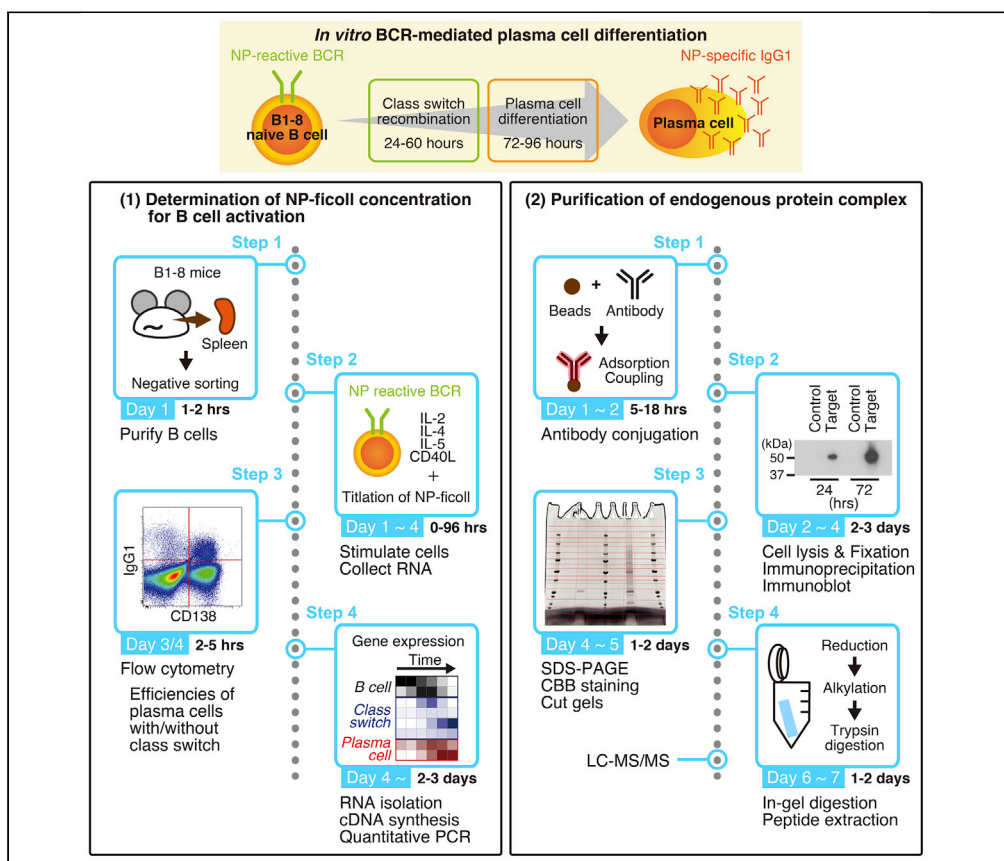 In vitro BCR-mediated plasma cell differentiation
NP-reactive BCR
NP-specific IgG1
B1-8
naive B cell
Class switch
recombination
24-60 hours
Plasma cell
differentiation
72-96 hours
Plasma cell
(1) Determination of NP-ficoll concentration
for B cell activation
Step 1
B1-8 mice
Spleen
Negative sorting
Day 1 1-2 hrs
Purify B cells
Step 2
NP reactive BCR
IL-2
IL-4
IL-5
CD40L
+
Titlation of NP-ficoll
Day 1 ~ 4 0-96 hrs
Stimulate cells
Collect RNA
Step 3
IgG1
CD138
Day 3/4 2-5 hrs
Flow cytometry
Efficiencies of
plasma cells
with/without
class switch
Step 4
Gene expression
Time
B cell
Class
switch
Plasma
cell
Day 4 ~ 2-3 days
RNA isolation
cDNA synthesis
Quantitative PCR
(2) Purification of endogenous protein complex
Step 1
+
Beads Antibody
Adsorption
Coupling
Day 1 ~ 2 5-18 hrs
Antibody conjugation
Step 2
Control
Target
Control
Target
(kDa)
50
37
24 72
(hrs)
Day 2 ~ 4 2-3 days
Cell lysis & Fixation
Immunoprecipitation
Immunoblot
Step 3
Day 4 ~ 5 1-2 days
SDS-PAGE
CBB staining
Cut gels
Step 4
Reduction
Alkylation
Trypsin
digestion
Day 6 ~ 7 1-2 days
In-gel digestion
Peptide extraction
LC-MS/MS